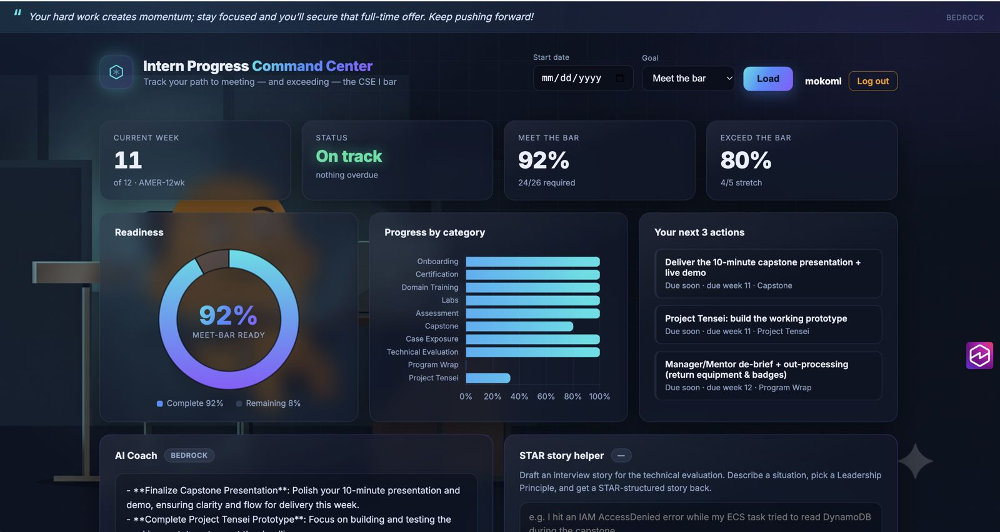 " Your hard work creates momentum; stay focused and you'll secure that full-time offer. Keep pushing forward!
BEDROCK
Intern Progress Command Center
Track your path to meeting — and exceeding — the CSE I bar
Start date
mm/dd/yyyy
Goal
Meet the bar
Load
mokoml
Log out
CURRENT WEEK
11
of 12 · AMER-12wk
STATUS
On track
nothing overdue
MEET THE BAR
92%
24/26 required
EXCEED THE BAR
80%
4/5 stretch
Readiness
92%
MEET-BAR READY
Complete 92%
Remaining 8%
Progress by category
Onboarding
Certification
Domain Training
Labs
Assessment
Capstone
Case Exposure
Technical Evaluation
Program Wrap
Project Tensei
0% 20% 40% 60% 80% 100%
Your next 3 actions
Deliver the 10-minute capstone presentation +
live demo
Due soon · due week 11 · Capstone
Project Tensei: build the working prototype
Due soon · due week 11 · Project Tensei
Manager/Mentor de-brief + out-processing
(return equipment & badges)
Due soon · due week 12 · Program Wrap
AI Coach
BEDROCK
- **Finalize Capstone Presentation**: Polish your 10-minute presentation and
demo, ensuring clarity and flow for delivery this week.
- **Complete Project Tensei Prototype**: Focus on building and testing the
STAR story helper
—
Draft an interview story for the technical evaluation. Describe a situation, pick a Leadership
Principle, and get a STAR-structured story back.
e.g. I hit an IAM AccessDenied error while my ECS task tried to read DynamoDB
during the capstone